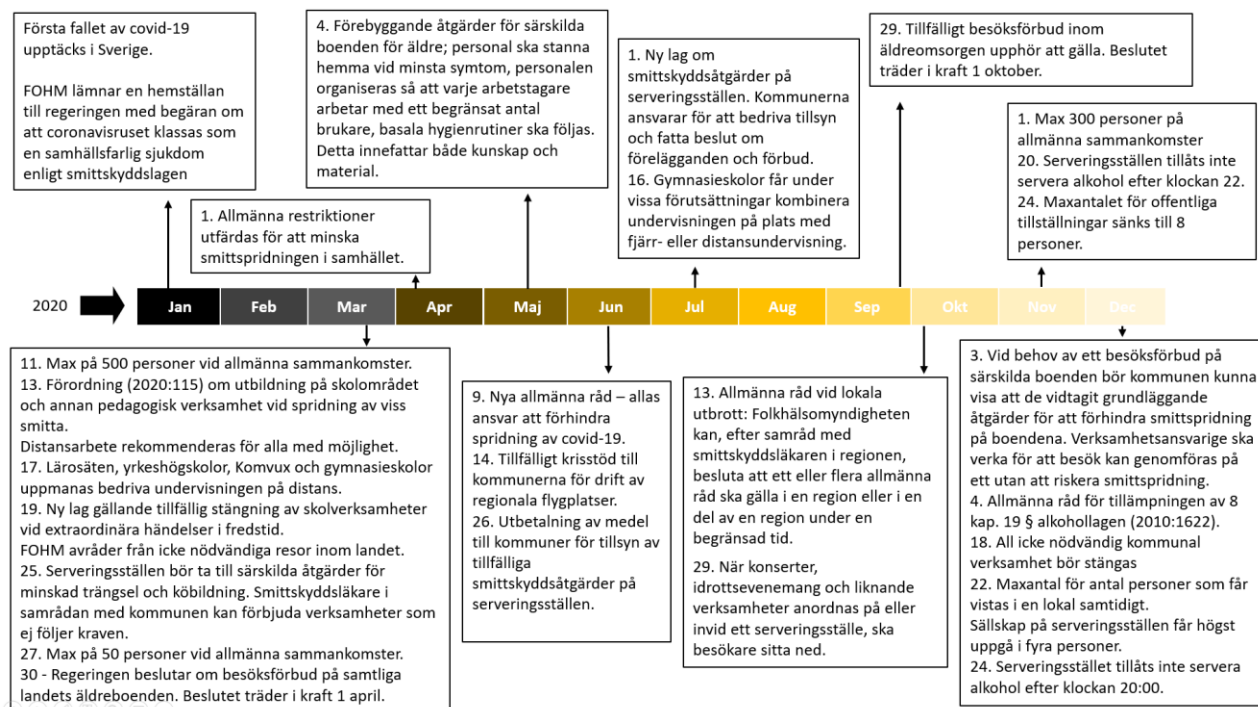 Första fallet av covid-19
upptäcks i Sverige.
FOHM lämnar en hemställan
till regeringen med begäran om
att coronavisruset klassas som
en samhällsfarlig sjukdom
enligt smittskyddslagen
1. Allmänna restriktioner
utfärdas för att minska
smittspridningen i samhället.
4. Förebyggande åtgärder för särskilda
boenden för äldre; personal ska stanna
hemma vid minsta symtom, personalen
organiseras så att varje arbetstagare
arbetar med ett begränsat antal
brukare, basala hygienrutiner ska följas.
Detta innefattar både kunskap och
material.
1. Ny lag om
smittskyddsåtgärder på
serveringsställen. Kommunerna
ansvarar för att bedriva tillsyn
och fatta beslut om
förelägganden och förbud.
16. Gymnasieskolor får under
vissa förutsättningar kombinera
undervisningen på plats med
fjärr- eller distansundervisning.
29. Tillfälligt besöksförbud inom
äldreomsorgen upphör att gälla. Beslutet
träder i kraft 1 oktober.
1. Max 300 personer på
allmänna sammankomster
20. Serveringsställen tillåts inte
servera alkohol efter klockan 22.
24. Maxantalet för offentliga
tillställningar sänks till 8
personer.
2020 Jan Feb Mar Apr Maj Jun Jul Aug Sep Okt Nov Dec
11. Max på 500 personer vid allmänna sammankomster.
13. Förordning (2020:115) om utbildning på skolområdet
och annan pedagogisk verksamhet vid spridning av viss
smitta.
Distansarbete rekommenderas för alla med möjlighet.
17. Lärosäten, yrkeshögskolor, Komvux och gymnasieskolor
uppmanas bedriva undervisningen på distans.
19. Ny lag gällande tillfällig stängning av skolverksamheter
vid extraordinära händelser i fredstid.
FOHM avråder från icke nödvändiga resor inom landet.
25. Serveringsställen bör ta till särskilda åtgärder för
minskad trängsel och köbildning. Smittskyddsläkare i
samrådan med kommunen kan förbjuda verksamheter som
ej följer kraven.
27. Max på 50 personer vid allmänna sammankomster.
30 - Regeringen beslutar om besöksförbud på samtliga
landets äldreboenden. Beslutet träder i kraft 1 april.
9. Nya allmänna råd – allas
ansvar att förhindra
spridning av covid-19.
14. Tillfälligt krisstöd till
kommunerna för drift av
regionala flygplatser.
26. Utbetalning av medel
till kommuner för tillsyn av
tillfälliga
smittskyddsåtgärder på
serveringsställen.
13. Allmänna råd vid lokala
utbrott: Folkhälsomyndigheten
kan, efter samråd med
smittskyddsläkaren i regionen,
besluta att ett eller flera allmänna
råd ska gälla i en region eller i en
del av en region under en
begränsad tid.
29. När konserter,
idrottsevenemang och liknande
verksamheter anordnas på eller
invid ett serveringsställe, ska
besökare sitta ned.
3. Vid behov av ett besöksförbud på
särskilda boenden bör kommunen kunna
visa att de vidtagit grundläggande
åtgärder för att förhindra smittspridning
på boendena. Verksamhetsansvarige ska
verka för att besök kan genomföras på
ett utan att riskera smittspridning.
4. Allmänna råd för tillämpningen av 8
kap. 19 § alkohollagen (2010:1622).
18. All icke nödvändig kommunal
verksamhet bör stängas
22. Maxantal för antal personer som får
vistas i en lokal samtidigt.
Sällskap på serveringsställen får högst
uppgå i fyra personer.
24. Serveringsstället tillåts inte servera
alkohol efter klockan 20:00.